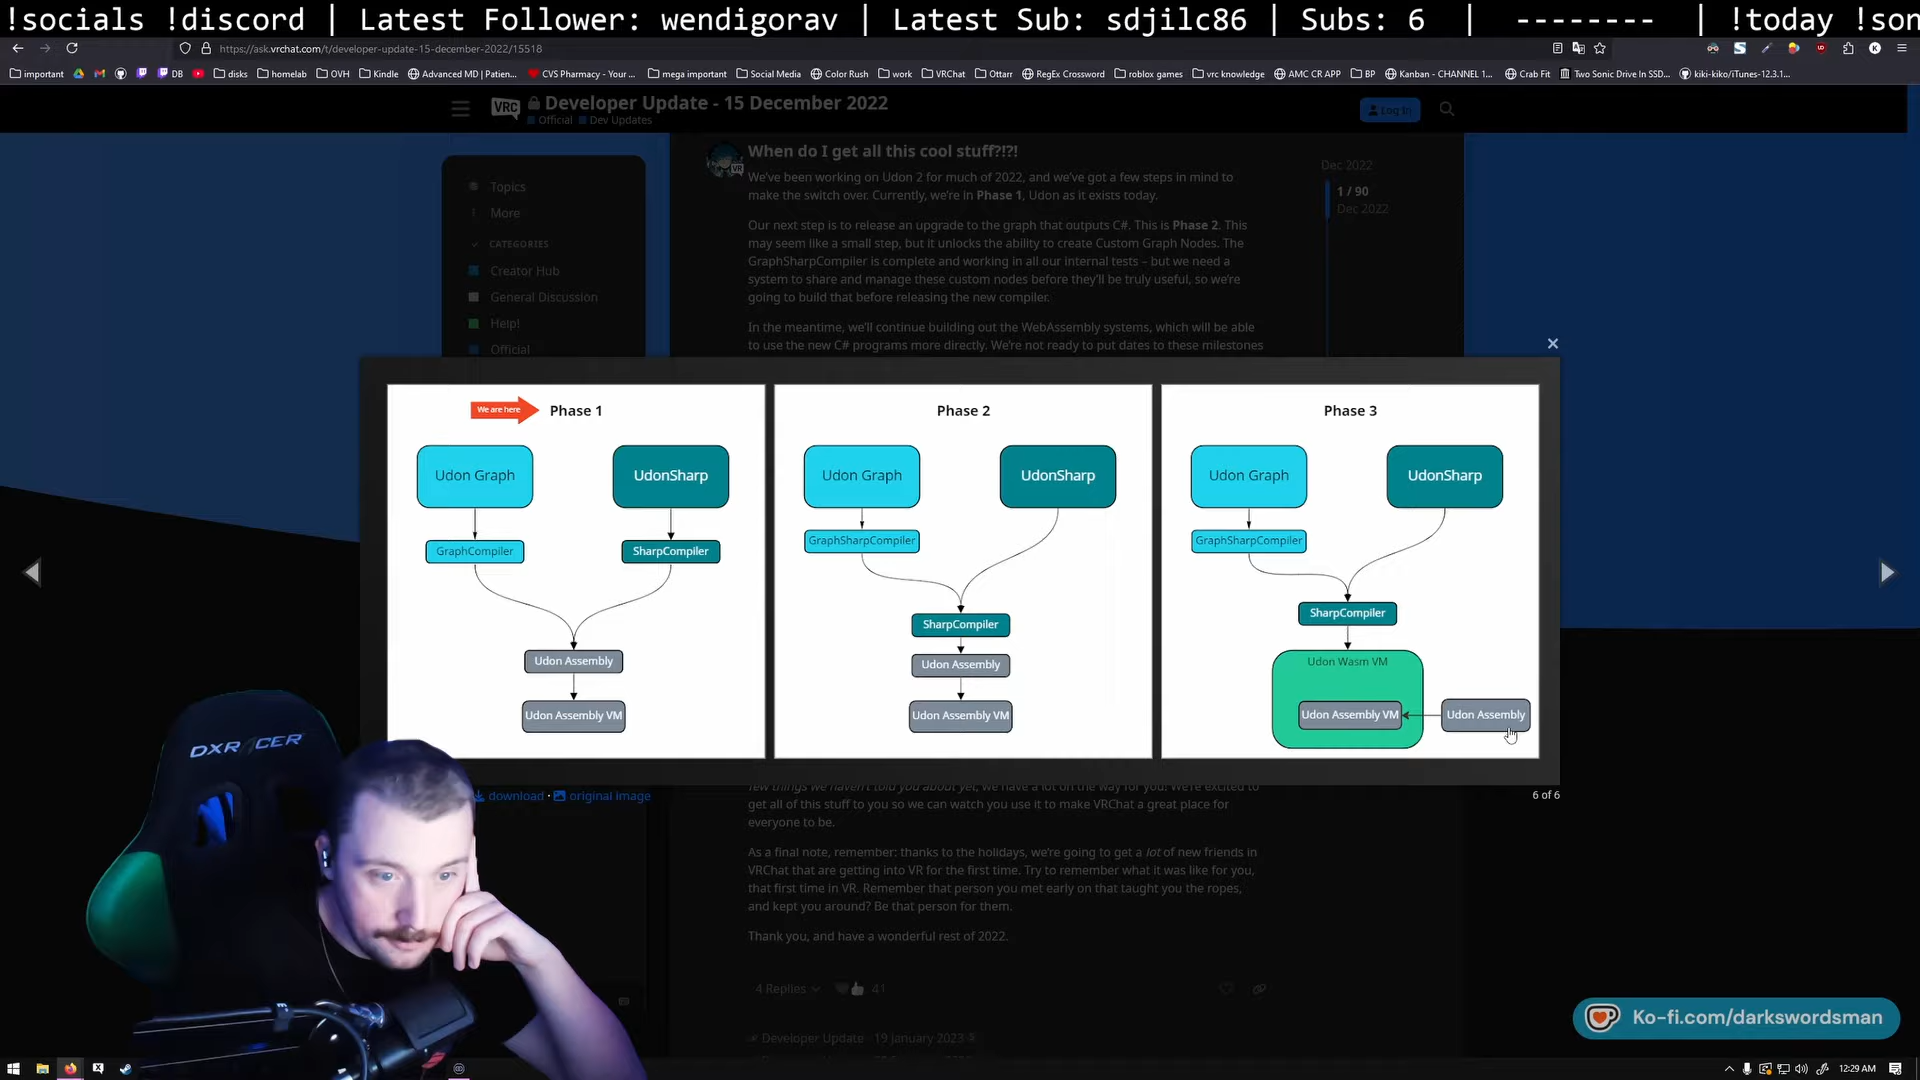 !socials !discord | Latest Follower: wendigorav | Latest Sub: sdjilc86 | Subs: 6 | -------- | !today !son
https://ask.vrchat.com/t/developer-update-15-december-2022/15518
important
DB
disks
homelab
OVH
Kindle
Advanced MD | Patien...
CVS Pharmacy - Your ...
mega important
Social Media
Color Rush
work
VRChat
Ottarr
RegEx Crossword
roblox games
vrc knowledge
AMC CR APP
BP
Kanban - CHANNEL 1...
Crab Fit
Two Sonic Drive In SSD...
kiki-kiko/iTunes-12.3.1...
VRC
Developer Update - 15 December 2022
Official Dev Updates
Log In
Topics
More
CATEGORIES
Creator Hub
General Discussion
Help!
Official
When do I get all this cool stuff?!?!
We've been working on Udon 2 for much of 2022, and we've got a few steps in mind to
make the switch over. Currently, we're in Phase 1, Udon as it exists today.
Our next step is to release an upgrade to the graph that outputs C#. This is Phase 2. This
may seem like a small step, but it unlocks the ability to create Custom Graph Nodes. The
GraphSharpCompiler is complete and working in all our internal tests – but we need a
system to share and manage these custom nodes before they'll be truly useful, so we're
going to build that before releasing the new compiler.
In the meantime, we'll continue building out the WebAssembly systems, which will be able
to use the new C# programs more directly. We're not ready to put dates to these milestones
Dec 2022
1 / 90
Dec 2022
×
We are here
Phase 1
Udon Graph
UdonSharp
GraphCompiler
SharpCompiler
Udon Assembly
Udon Assembly VM
Phase 2
Udon Graph
UdonSharp
GraphSharpCompiler
SharpCompiler
Udon Assembly
Udon Assembly VM
Phase 3
Udon Graph
UdonSharp
GraphSharpCompiler
SharpCompiler
Udon Wasm VM
Udon Assembly VM
Udon Assembly
download · original image
6 of 6
few things we haven't told you about yet, we have a lot on the way for you! We're excited to
get all of this stuff to you so we can watch you use it to make VRChat a great place for
everyone to be.
As a final note, remember: thanks to the holidays, we're going to get a lot of new friends in
VRChat that are getting into VR for the first time. Try to remember what it was like for you,
that first time in VR. Remember that person you met early on that taught you the ropes,
and kept you around? Be that person for them.
Thank you, and have a wonderful rest of 2022.
4 Replies
41
Developer Update - 19 January 2023
DXRACER
Ko-fi.com/darkswordsman
12:29 AM